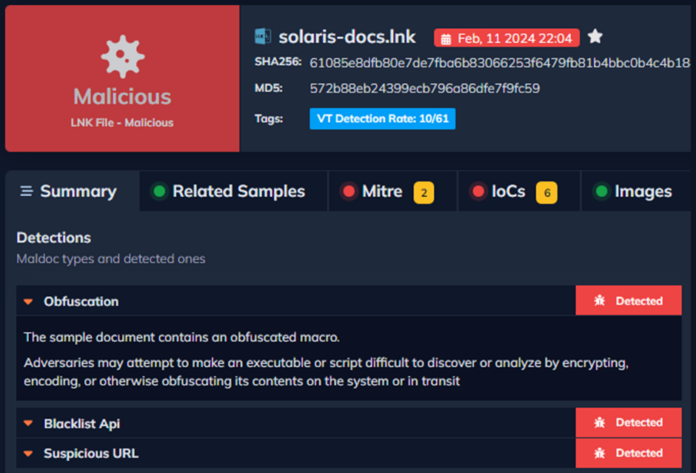 Malicious
LNK File - Malicious
solaris-docs.lnk Feb, 11 2024 22:04
SHA256: 61085e8dfb80e7de7fba6b83066253f6479fb81b4bbc0b4c4b18
MD5: 572b88eb24399ecb796a86dfe7f9fc59
Tags: VT Detection Rate: 10/61
Summary Related Samples Mitre 2 IoCs 6 Images
Detections
Maldoc types and detected ones
Obfuscation Detected
The sample document contains an obfuscated macro.
Adversaries may attempt to make an executable or script difficult to discover or analyze by encrypting,
encoding, or otherwise obfuscating its contents on the system or in transit
Blacklist Api Detected
Suspicious URL Detected